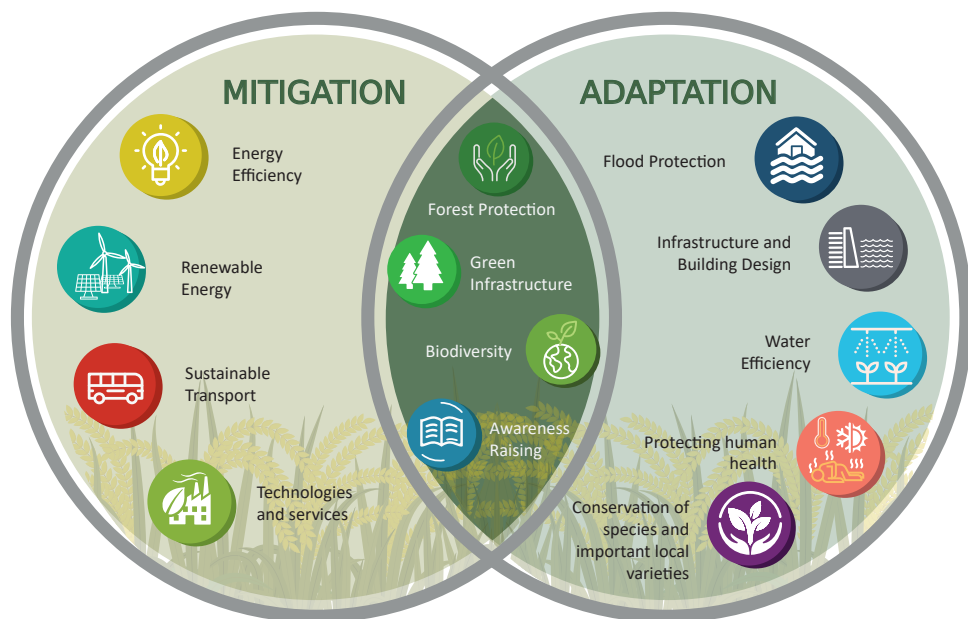 MITIGATION
Energy
Efficiency
Renewable
Energy
Sustainable
Transport
Technologies
and services
Forest Protection
Green
Infrastructure
Biodiversity
Awareness
Raising
ADAPTATION
Flood Protection
Infrastructure and
Building Design
Water
Efficiency
Protecting human
health
Conservation of
species and
important local
varieties